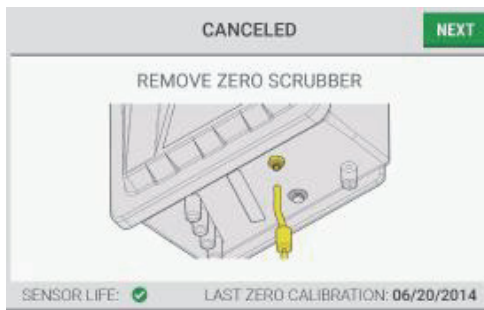 CANCELED
NEXT
REMOVE ZERO SCRUBBER
SENSOR LIFE: LAST ZERO CALIBRATION: 06/20/2014